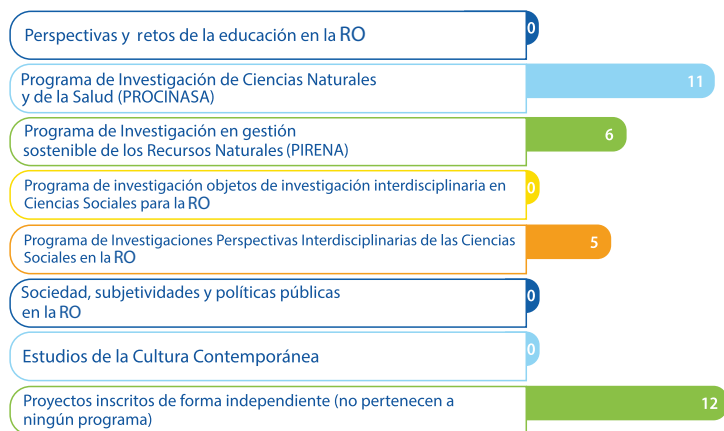 Perspectivas y retos de la educación en la RO
0
Programa de Investigación de Ciencias Naturales
y de la Salud (PROCINASA)
11
Programa de Investigación en gestión
sostenible de los Recursos Naturales (PIRENA)
6
Programa de investigación objetos de investigación interdisciplinaria en
Ciencias Sociales para la RO
0
Programa de Investigaciones Perspectivas Interdisciplinarias de las Ciencias
Sociales en la RO
5
Sociedad, subjetividades y políticas públicas
en la RO
0
Estudios de la Cultura Contemporánea
0
Proyectos inscritos de forma independiente (no pertenecen a
ningún programa)
12